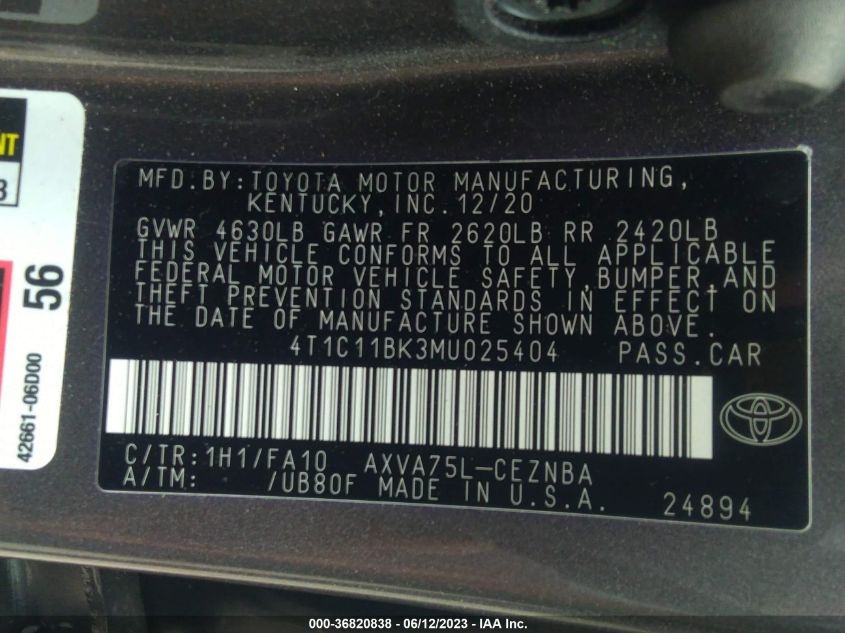 NT
3
56
42661-06D00
MFD.BY:TOYOTA MOTOR MANUFACTURING,
KENTUCKY,INC.12/20
GVWR 4630LB GAWR FR 2620LB RR 2420LB
THIS VEHICLE CONFORMS TO ALL APPLICABLE
FEDERAL MOTOR VEHICLE SAFETY,BUMPER,AND
THEFT PREVENTION STANDARDS IN EFFECT ON
THE DATE OF MANUFACTURE SHOWN ABOVE.
4T1C11BK3MU025404 PASS.CAR
C/TR:1H1/FA10 AXVA75L-CEZNBA
A/TM: /UB80F MADE IN U.S.A. 24894
000-36820838 - 06/12/2023 - IAA Inc.